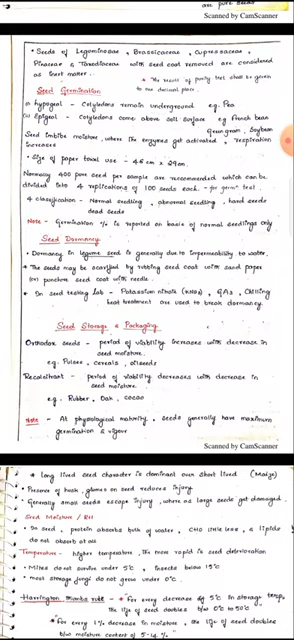 are pure seeds
Scanned by CamScanner
• Seeds of Leguminosae, Brassicaceae, Cupressaceae,
Pinaceae & Taxodiaceae with seed coat removed are considered
as inert matter.
* The result of purity test shall be given
to one decimal place.
Seed Germination
(i) hypogeal - Cotyledons remain underground e.g. Pea
(ii) Epigeal - Cotyledons come above soil surface e.g. French bean
Green gram, Soybean
Seed imbibe moisture, where the enzymes get activated, respiration
increases
• Size of paper towel use - 46 cm x 29 cm.
Normally 400 pure seed per sample are recommended which can be
divided into 4 replications of 100 seeds each - for germⁿ test.
4 classification - Normal seedling, abnormal seedling, hard seeds
dead seeds
Note - Germination % is reported on basis of normal seedlings only
Seed Dormancy
• Dormancy in legume seed is generally due to impermeability to water.
• The seeds may be scarified by rubbing seed coat with sand paper
(or) puncture seed coat with needle.
• In seed testing lab - Potassium nitrate (KNO3), GA3, Chilling
heat treatment are used to break dormancy.
Seed Storage & Packaging
Orthodox seeds - period of viability increases with decrease in
seed moisture.
e.g. Pulses, cereals, oilseeds
Recalcitrant - period of viability decreases with decrease in
seed moisture
e.g. Rubber, Oak, cocao
Note - At physiological maturity, seeds generally have maximum
germination & vigour
Scanned by CamScanner
* long lived seed character is dominant over short lived (Maize)
• Presence of husk, glumes on seed reduces injury.
• Generally small seeds escape injury, where as large seeds get damaged.
Seed Moisture / RH
• In seed, protein absorbs bulk of water, CHO little less, & lipids
do not absorb at all
Temperature - higher temperature, the more rapid is seed deterioration
• Mites do not survive under 5°C, insects below 15°C
• most storage fungi do not grow under 0°C.
- Harrington thumbs rule - * For every decrease of 5°C in storage temp.
the life of seed doubles b/w 0°C to 50°C
* For every 1% decrease in moisture, the life of seed doubles
b/w moisture content of 5-14 %